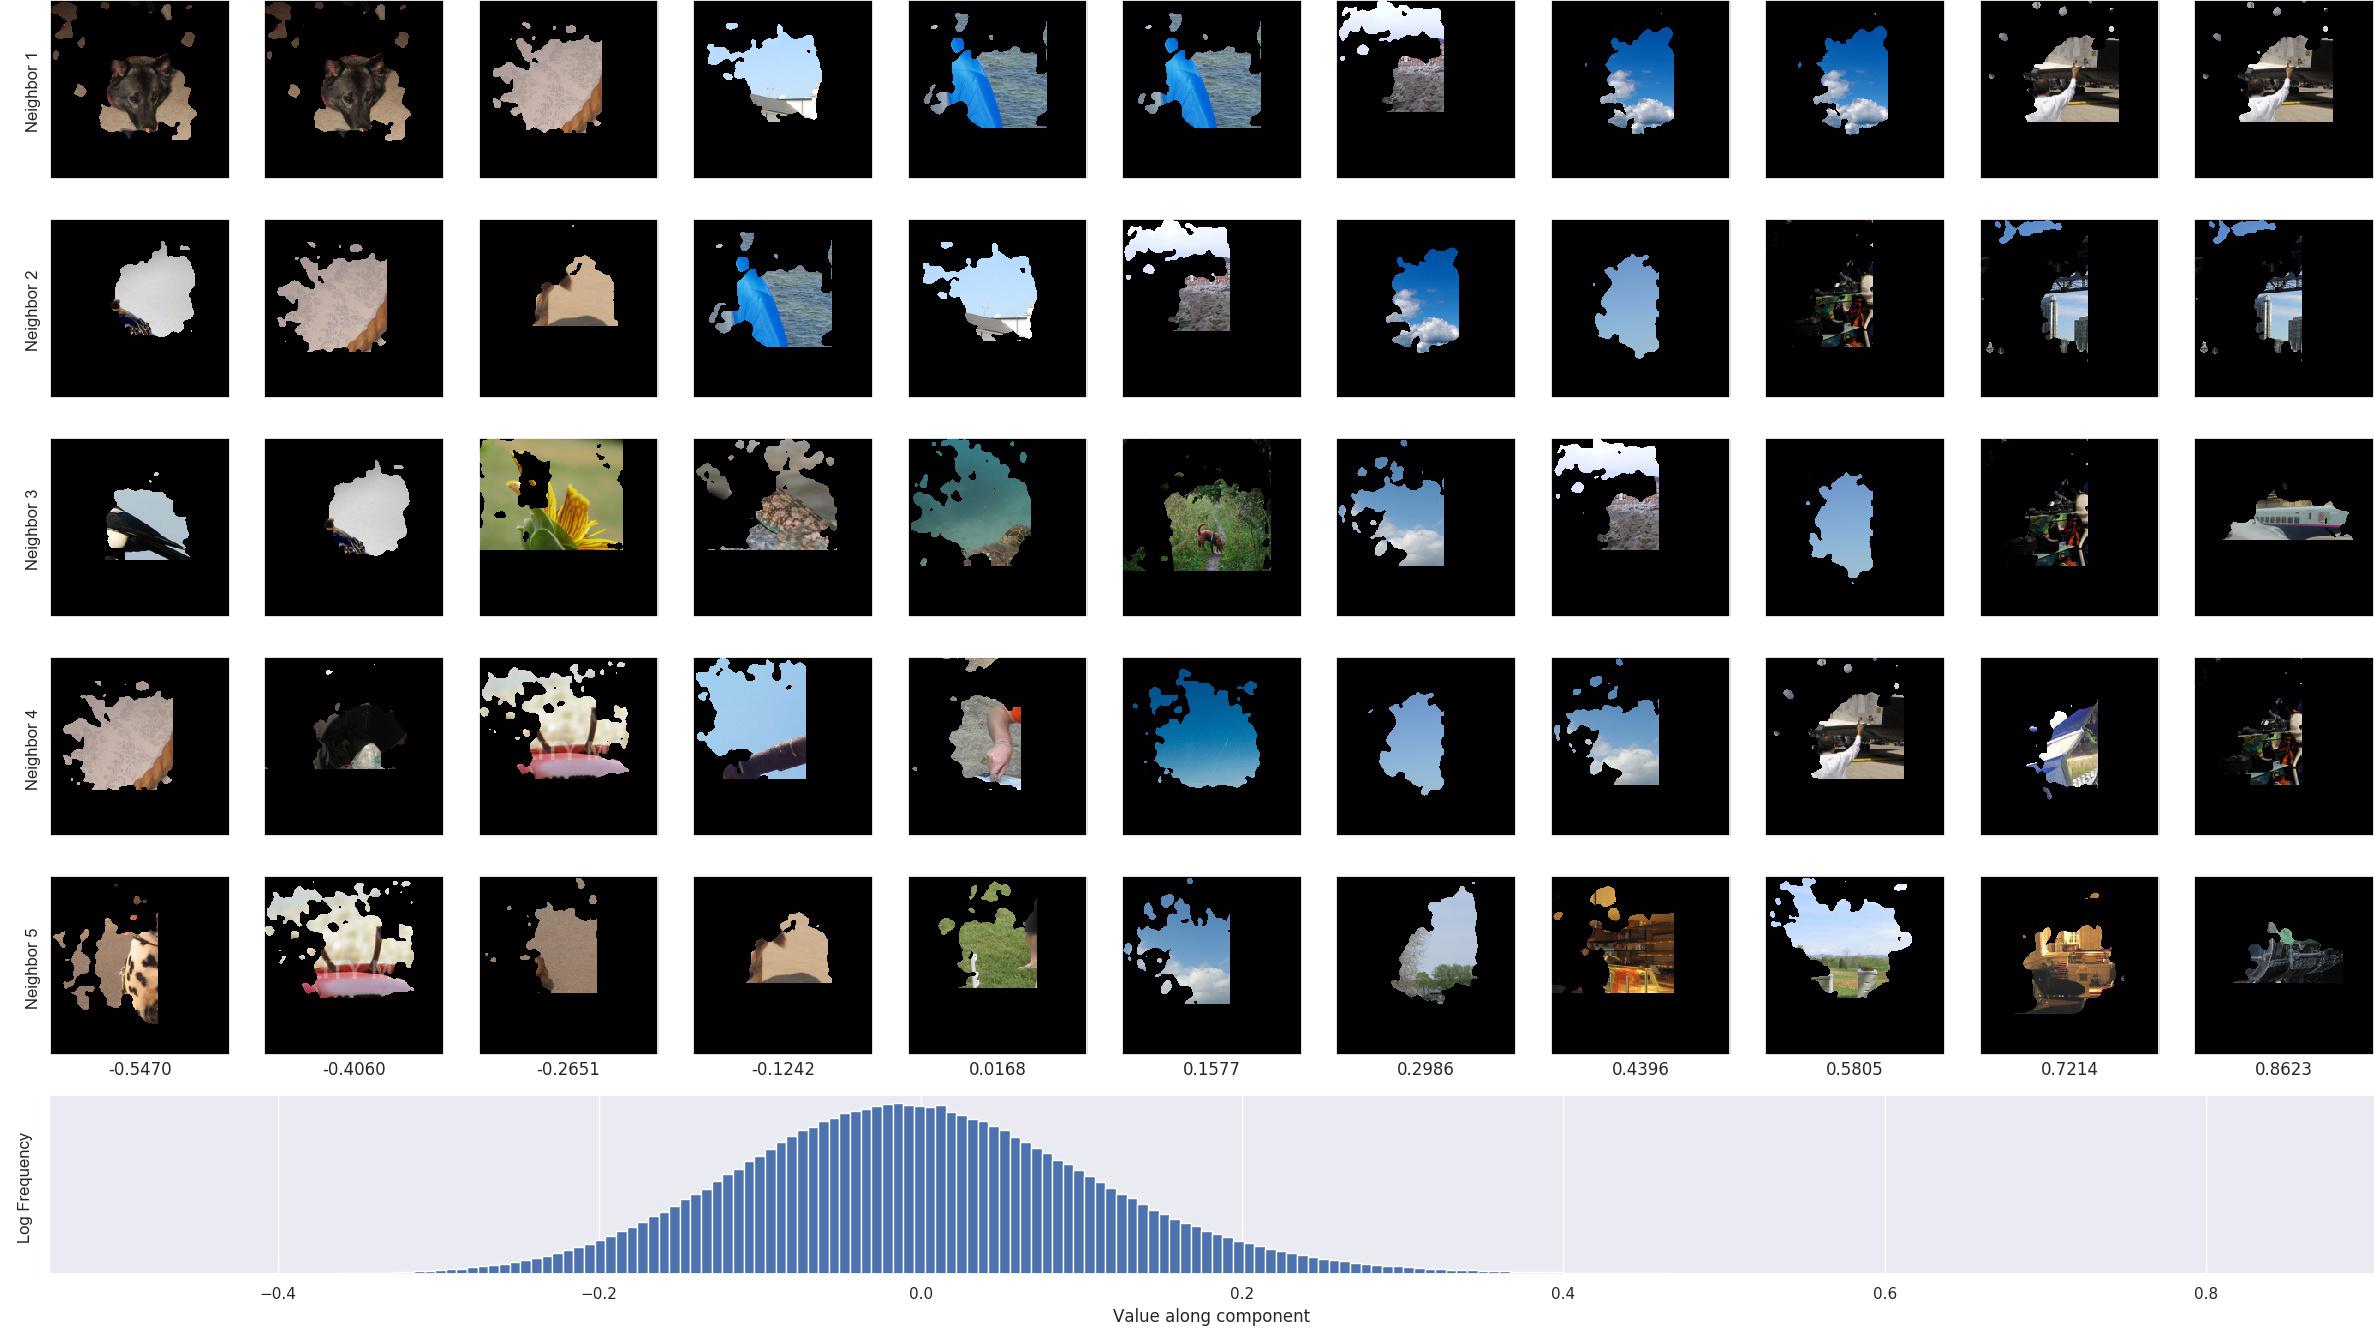 Neighbor 1
Neighbor 2
Neighbor 3
Neighbor 4
Neighbor 5
-0.5470 -0.4060 -0.2651 -0.1242 0.0168 0.1577 0.2986 0.4396 0.5805 0.7214 0.8623
Log Frequency
−0.4 −0.2 0.0 0.2 0.4 0.6 0.8
Value along component